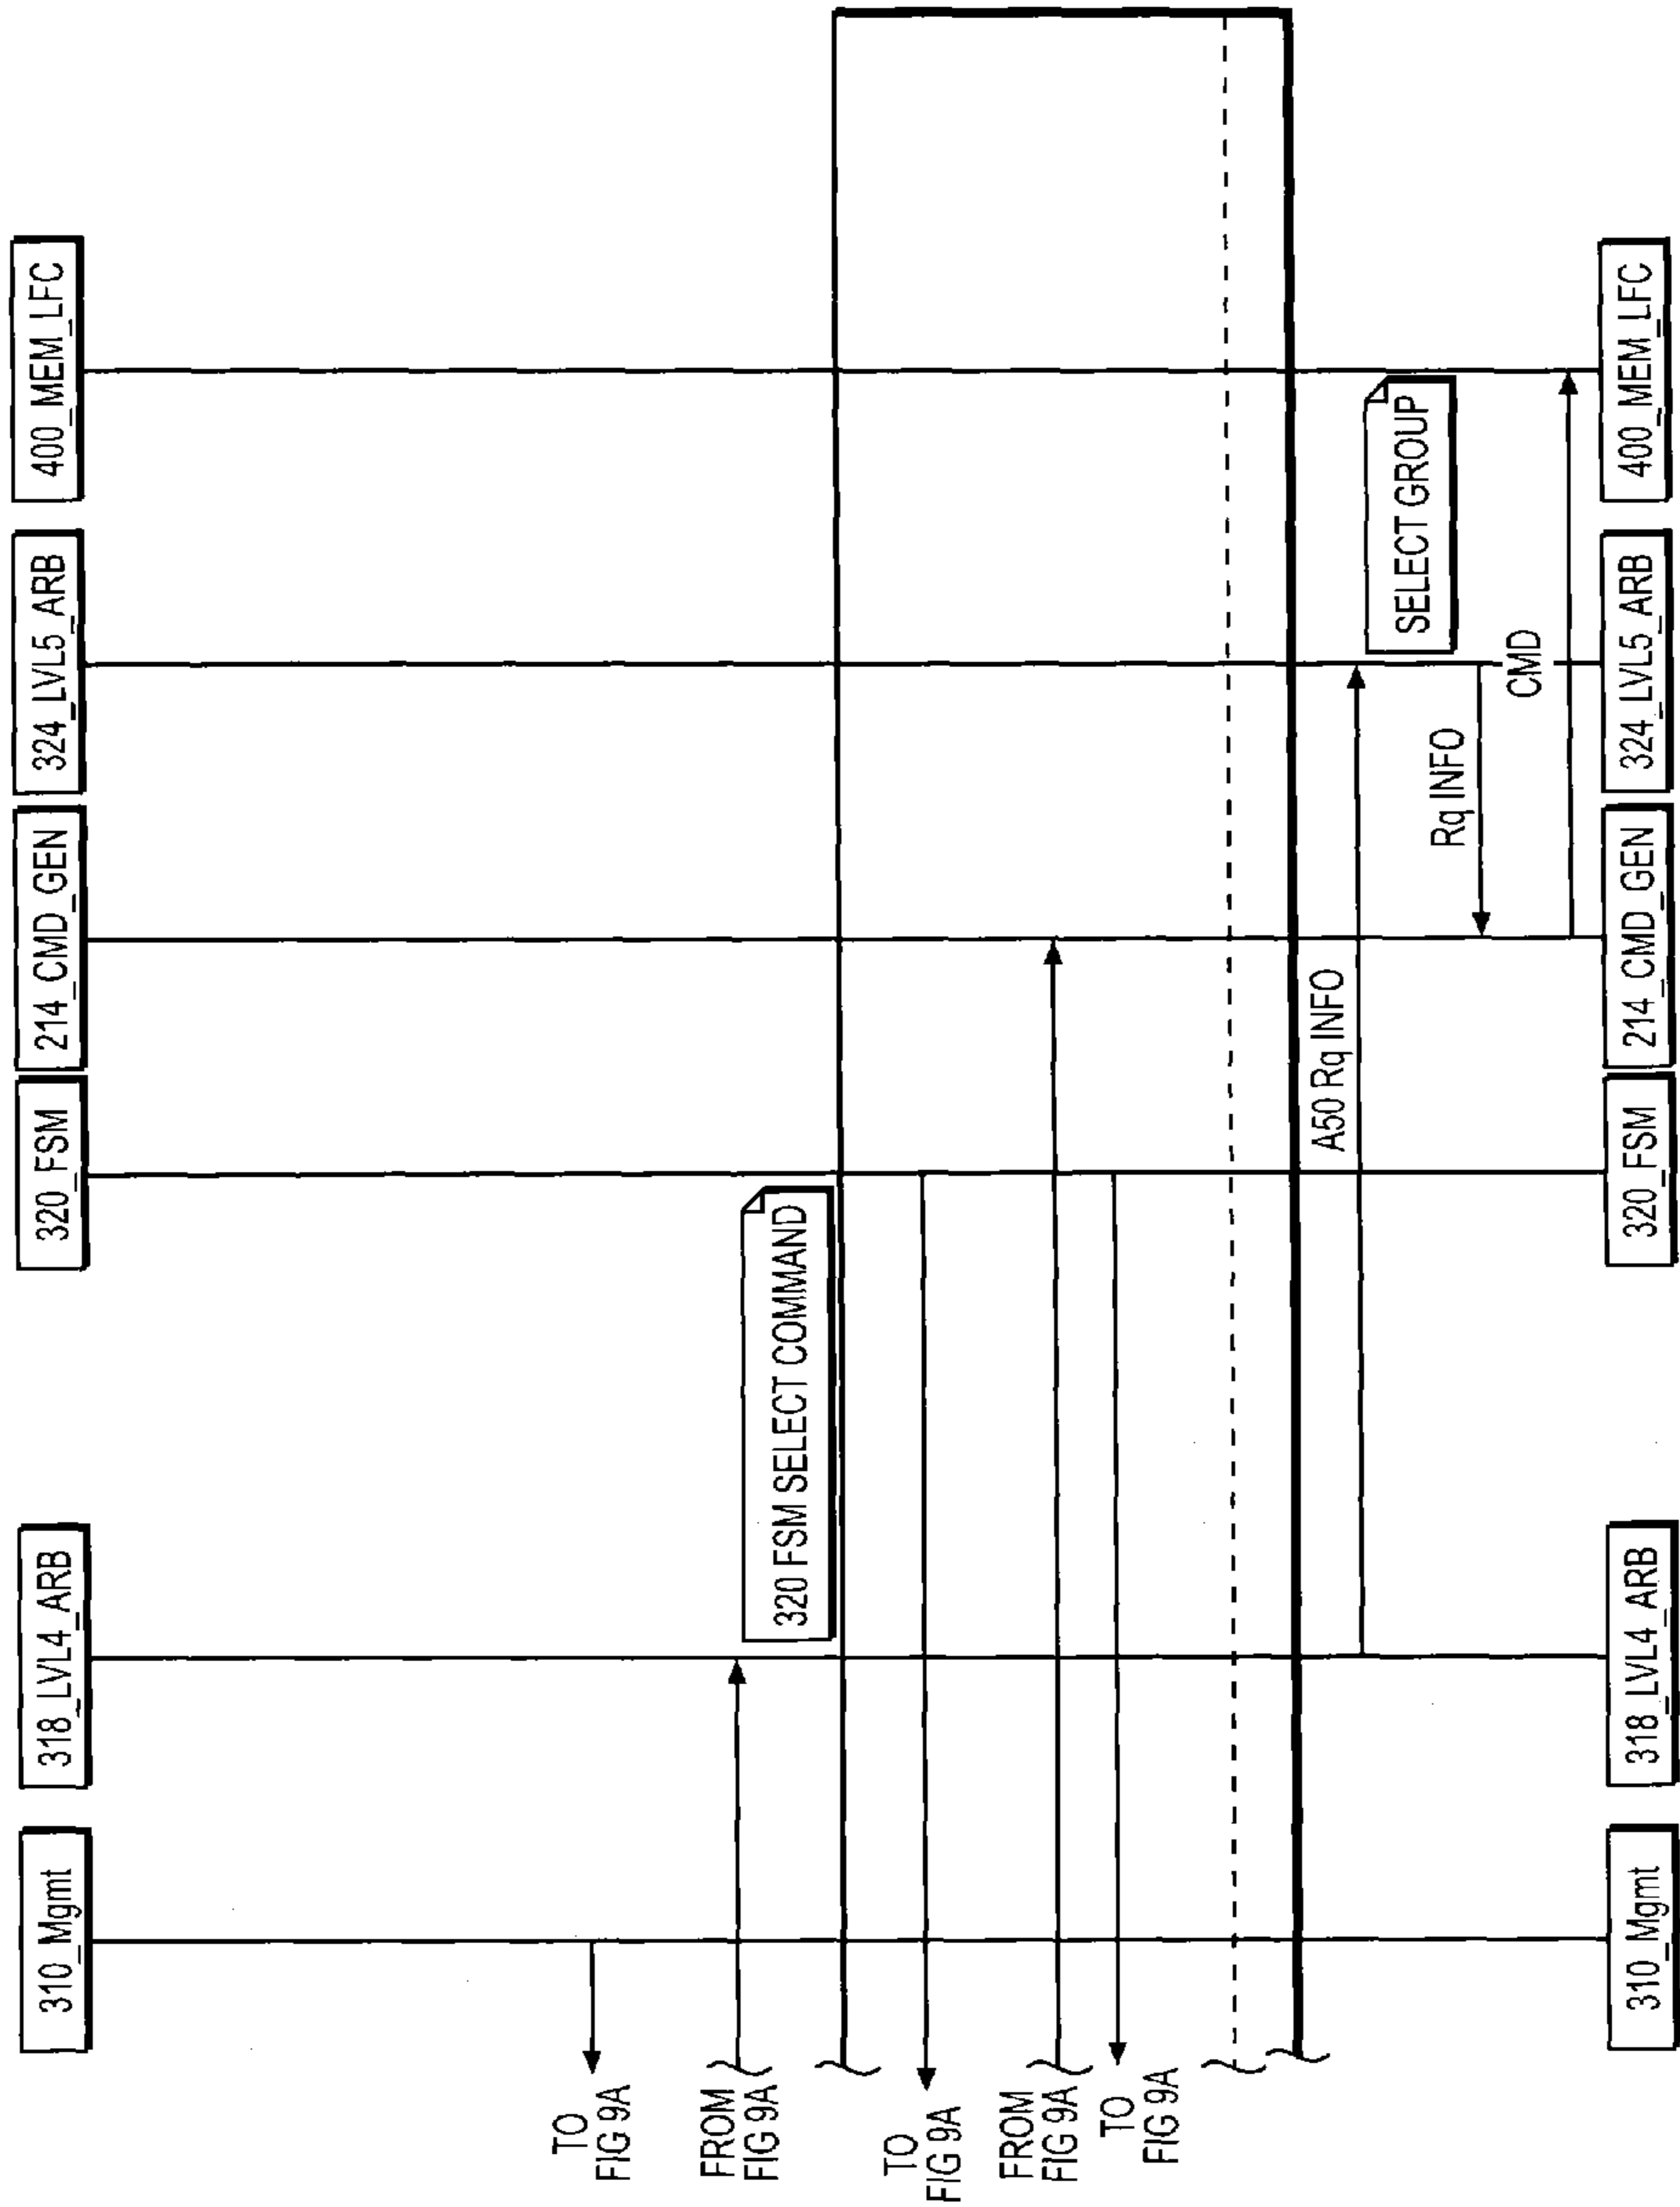 310_Mgmt
318_LVL4_ARB
320_FSM
214_CMD_GEN
324_LVL5_ARB
400_MEM_LFC
TO
FIG 9A
FROM
FIG 9A
320 FSM SELECT COMMAND
TO
FIG 9A
FROM
FIG 9A
TO
FIG 9A
A50 Rq INFO
SELECT GROUP
Rq INFO
CMD
310_Mgmt
318_LVL4_ARB
320_FSM
214_CMD_GEN
324_LVL5_ARB
400_MEM_LFC